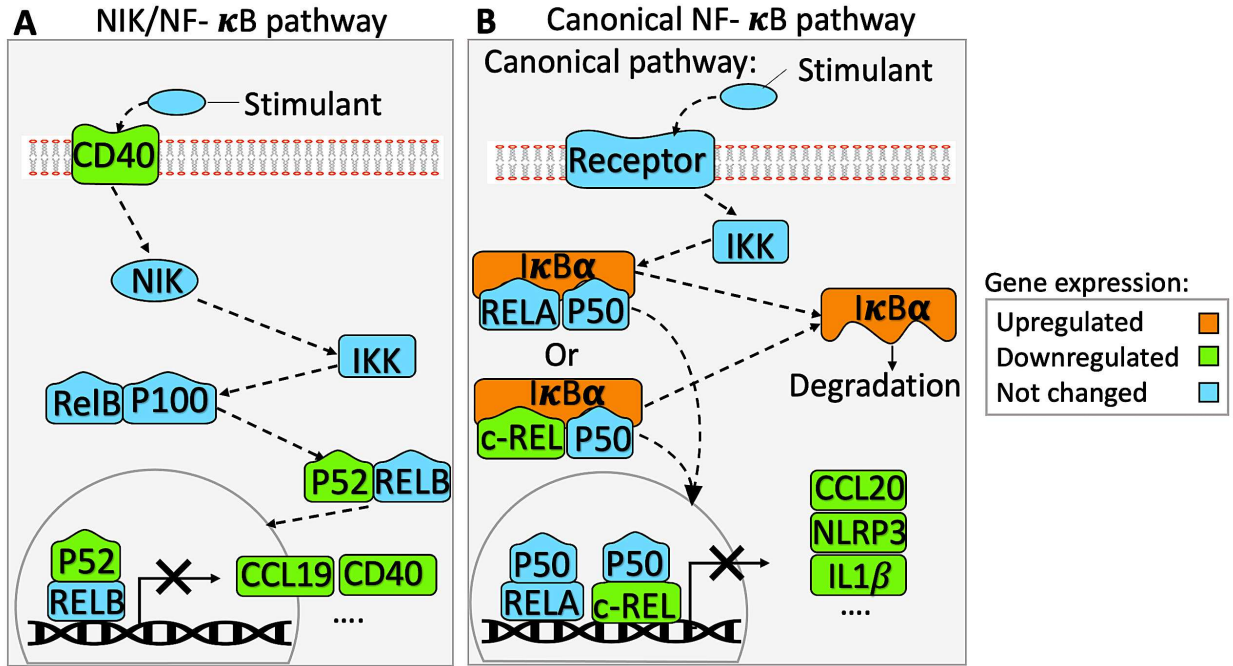 A NIK/NF- κB pathway
Stimulant
CD40
NIK
IKK
RelB P100
P52 RELB
P52
RELB
CCL19 CD40
....
B Canonical NF- κB pathway
Canonical pathway:
Stimulant
Receptor
IKK
IκBα
RELA P50
IκBα
Degradation
Or
IκBα
c-REL P50
P50 P50
RELA c-REL
CCL20
NLRP3
IL1β
....
Gene expression:
Upregulated
Downregulated
Not changed